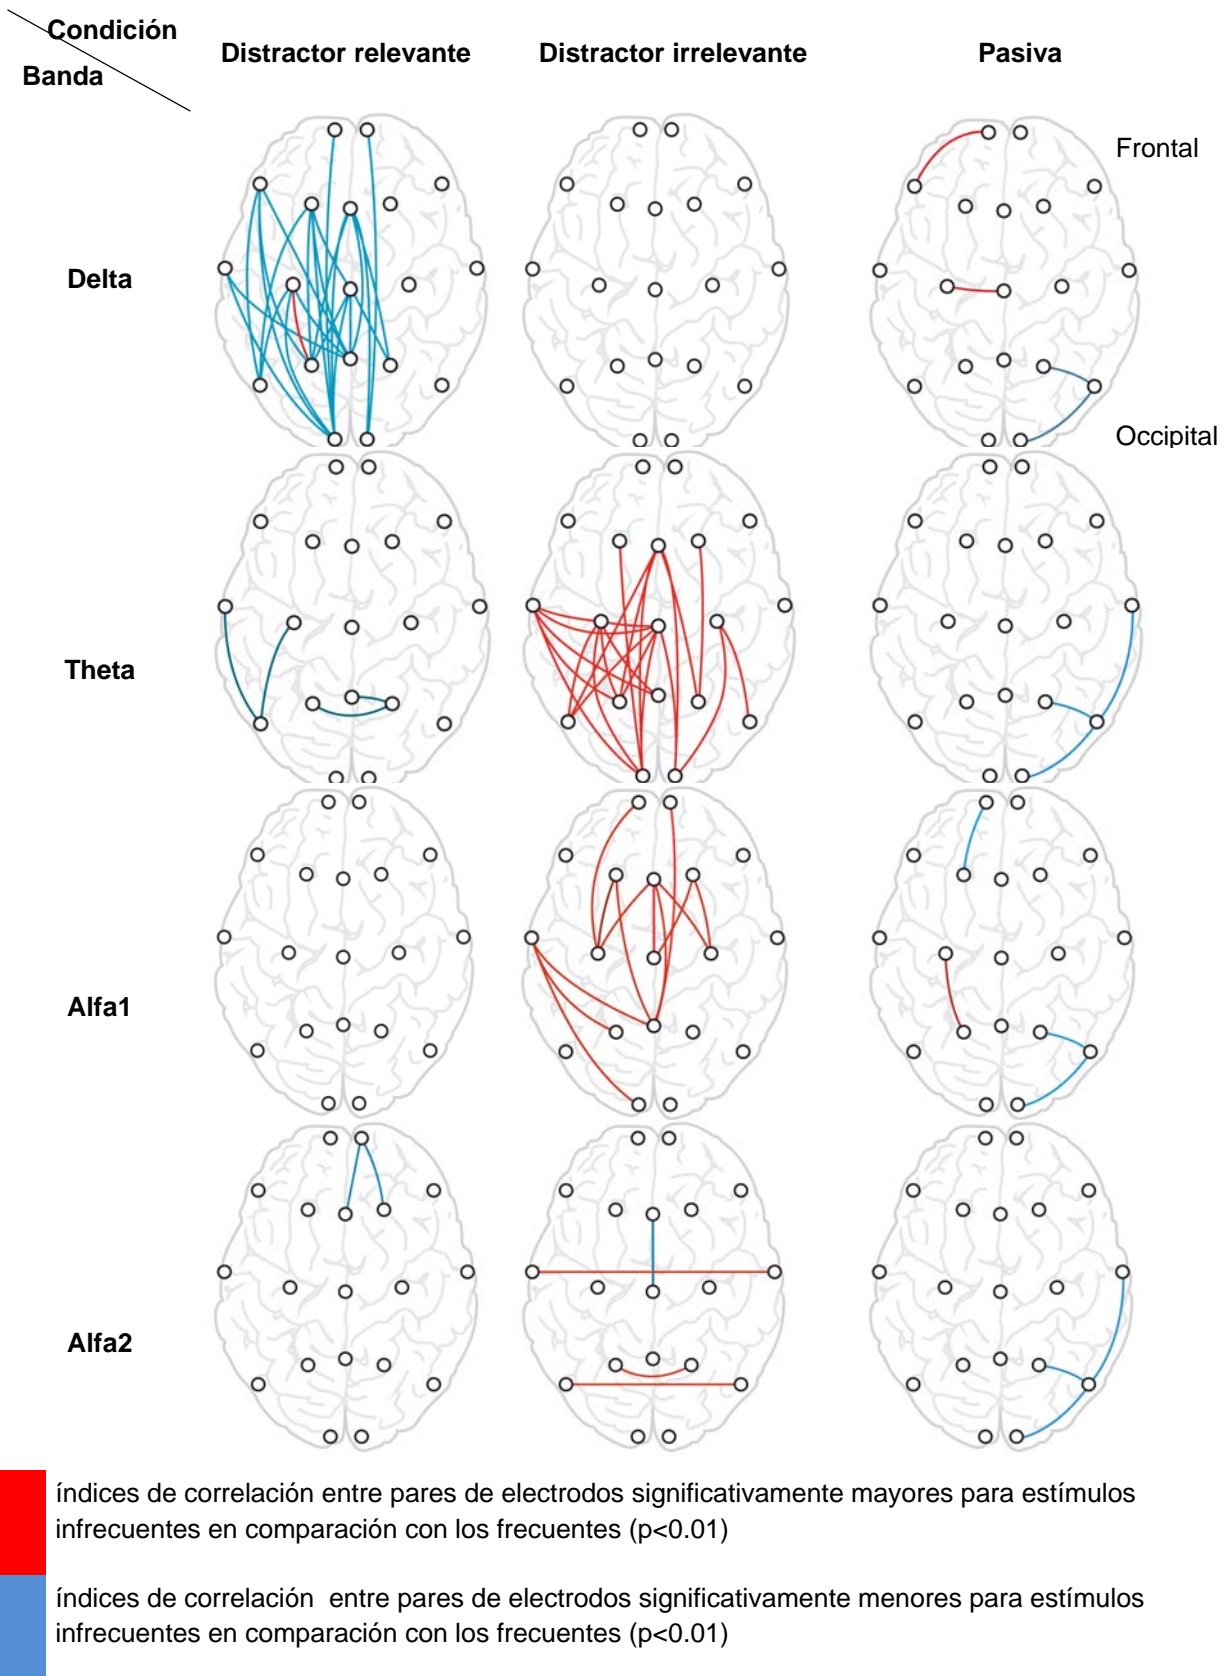 Condición
Banda
Distractor relevante
Distractor irrelevante
Pasiva
Frontal
Delta
Occipital
Theta
Alfa1
Alfa2
índices de correlación entre pares de electrodos significativamente mayores para estímulos
infrecuentes en comparación con los frecuentes (p<0.01)
índices de correlación  entre pares de electrodos significativamente menores para estímulos
infrecuentes en comparación con los frecuentes (p<0.01)